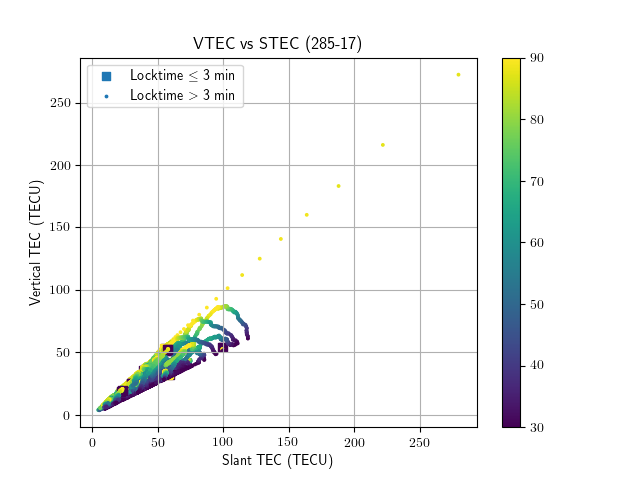 VTEC vs STEC (285-17)
Locktime ≤ 3 min
Locktime > 3 min
Vertical TEC (TECU)
250
200
150
100
50
0
0 50 100 150 200 250
Slant TEC (TECU)
90
80
70
60
50
40
30